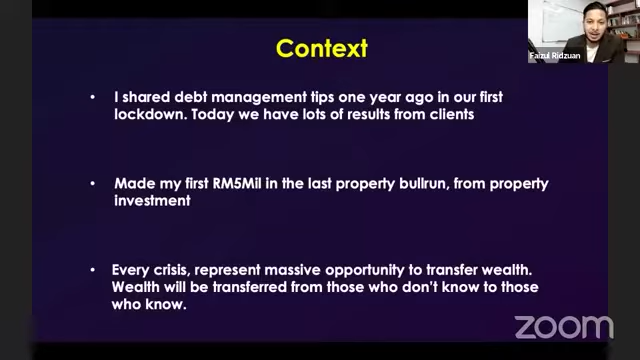 Context
Faizul Ridzuan
• I shared debt management tips one year ago in our first
lockdown. Today we have lots of results from clients
• Made my first RM5Mil in the last property bullrun, from property
investment
• Every crisis, represent massive opportunity to transfer wealth.
Wealth will be transferred from those who don't know to those
who know.
zoom